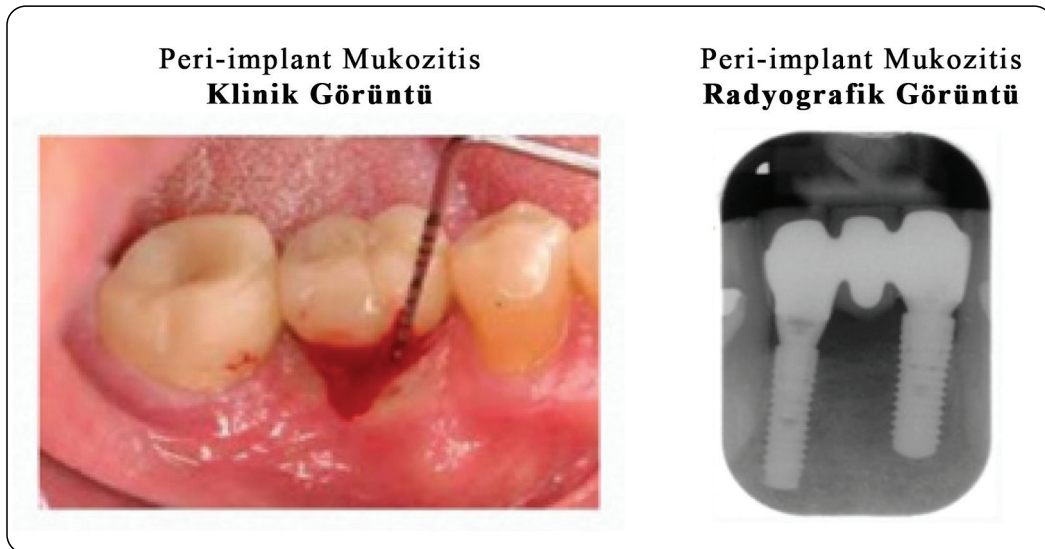 Peri-implant Mukozitis
Klinik Görüntü
Peri-implant Mukozitis
Radyografik Görüntü